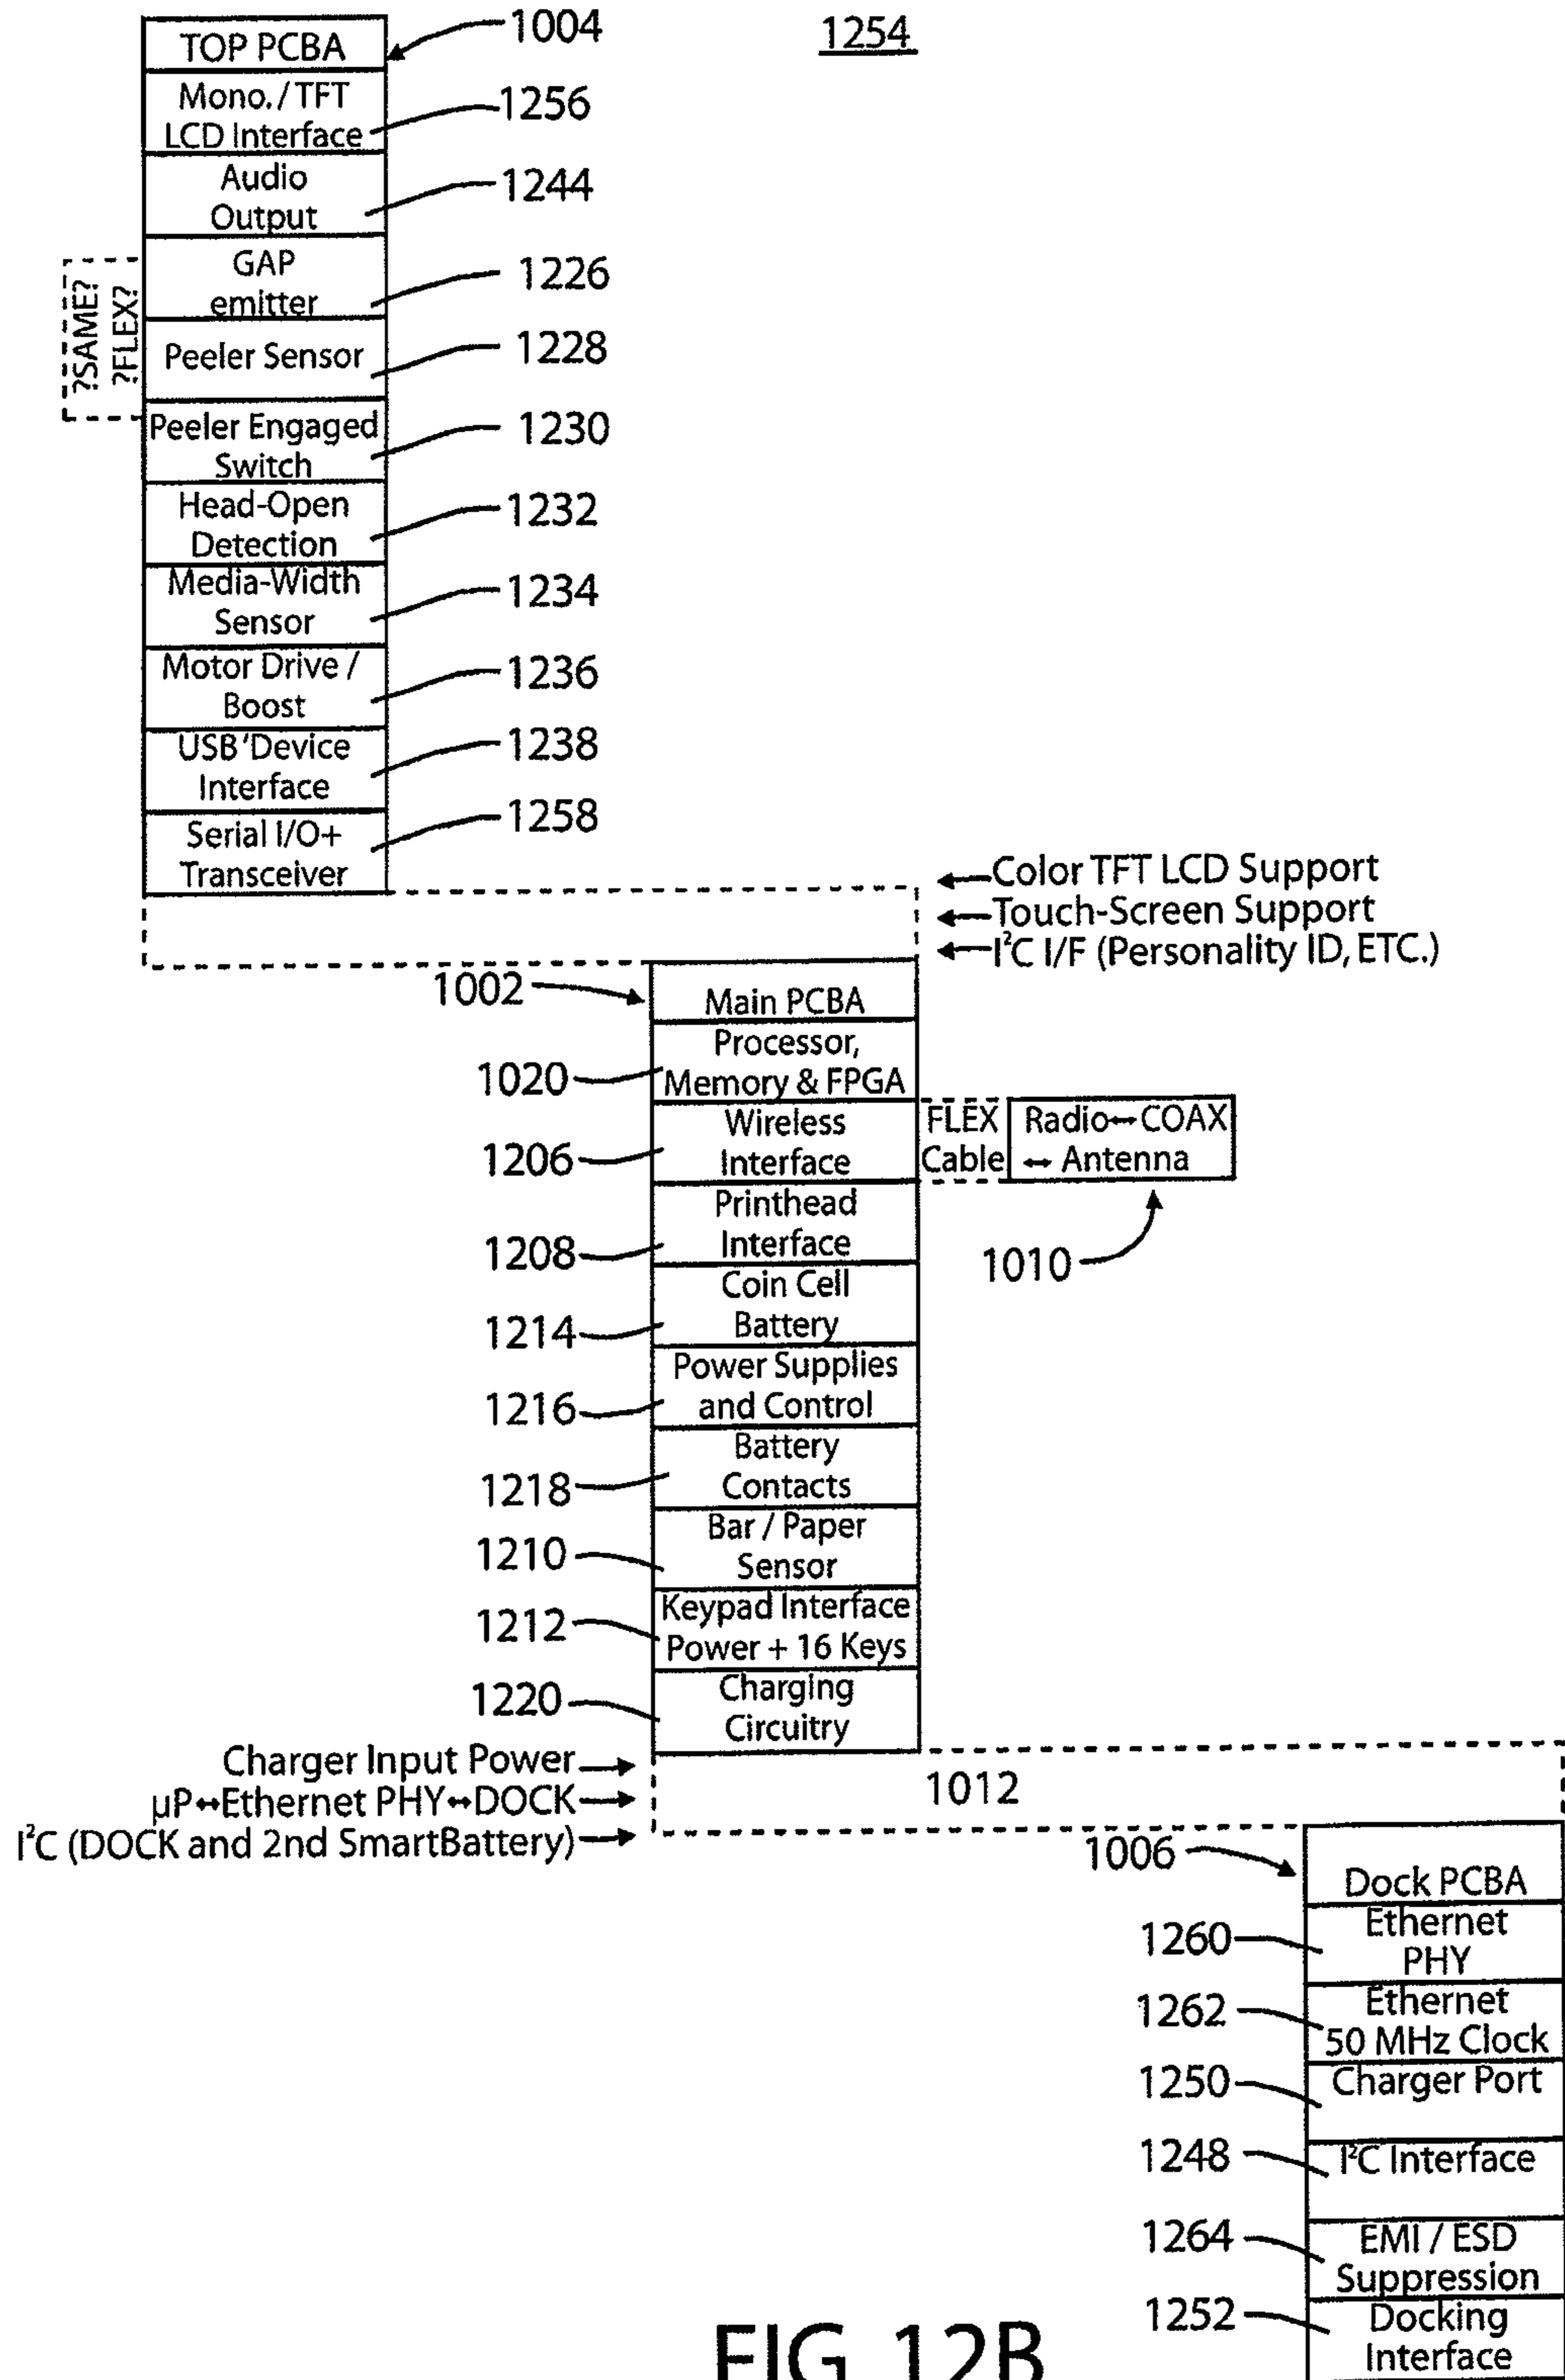 1254
TOP PCBA
1004
Mono./TFT
LCD Interface
1256
Audio
Output
1244
GAP
emitter
1226
?SAME?
?FLEX?
Peeler Sensor
1228
Peeler Engaged
Switch
1230
Head-Open
Detection
1232
Media-Width
Sensor
1234
Motor Drive /
Boost
1236
USB'Device
Interface
1238
Serial I/O+
Transceiver
1258
←Color TFT LCD Support
←Touch-Screen Support
←I²C I/F (Personality ID, ETC.)
1002
Main PCBA
1020
Processor,
Memory & FPGA
1206
Wireless
Interface
FLEX
Cable
Radio↔COAX
↔ Antenna
1010
1208
Printhead
Interface
1214
Coin Cell
Battery
1216
Power Supplies
and Control
1218
Battery
Contacts
1210
Bar / Paper
Sensor
1212
Keypad Interface
Power + 16 Keys
1220
Charging
Circuitry
Charger Input Power→
µP↔Ethernet PHY↔DOCK→
I²C (DOCK and 2nd SmartBattery)→
1012
1006
Dock PCBA
1260
Ethernet
PHY
1262
Ethernet
50 MHz Clock
1250
Charger Port
1248
I²C Interface
1264
EMI / ESD
Suppression
1252
Docking
Interface
FIG. 12B